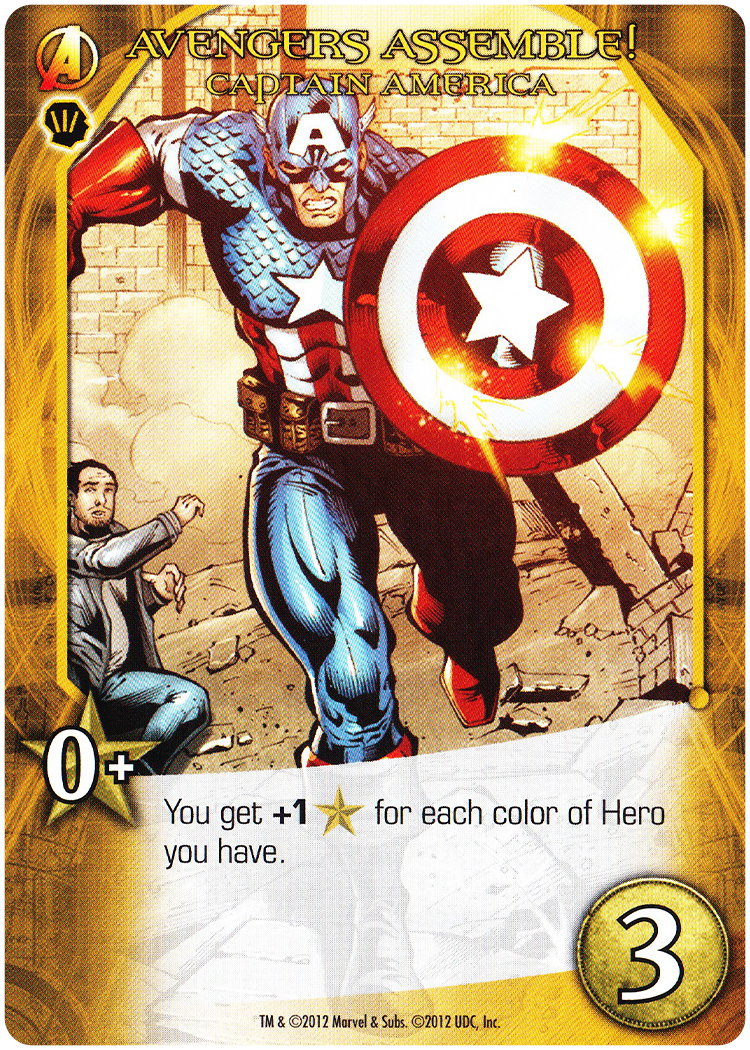 AVENGERS ASSEMBLE!
CAPTAIN AMERICA
0+
You get +1 for each color of Hero
you have.
3
TM & ©2012 Marvel & Subs. ©2012 UDC, Inc.